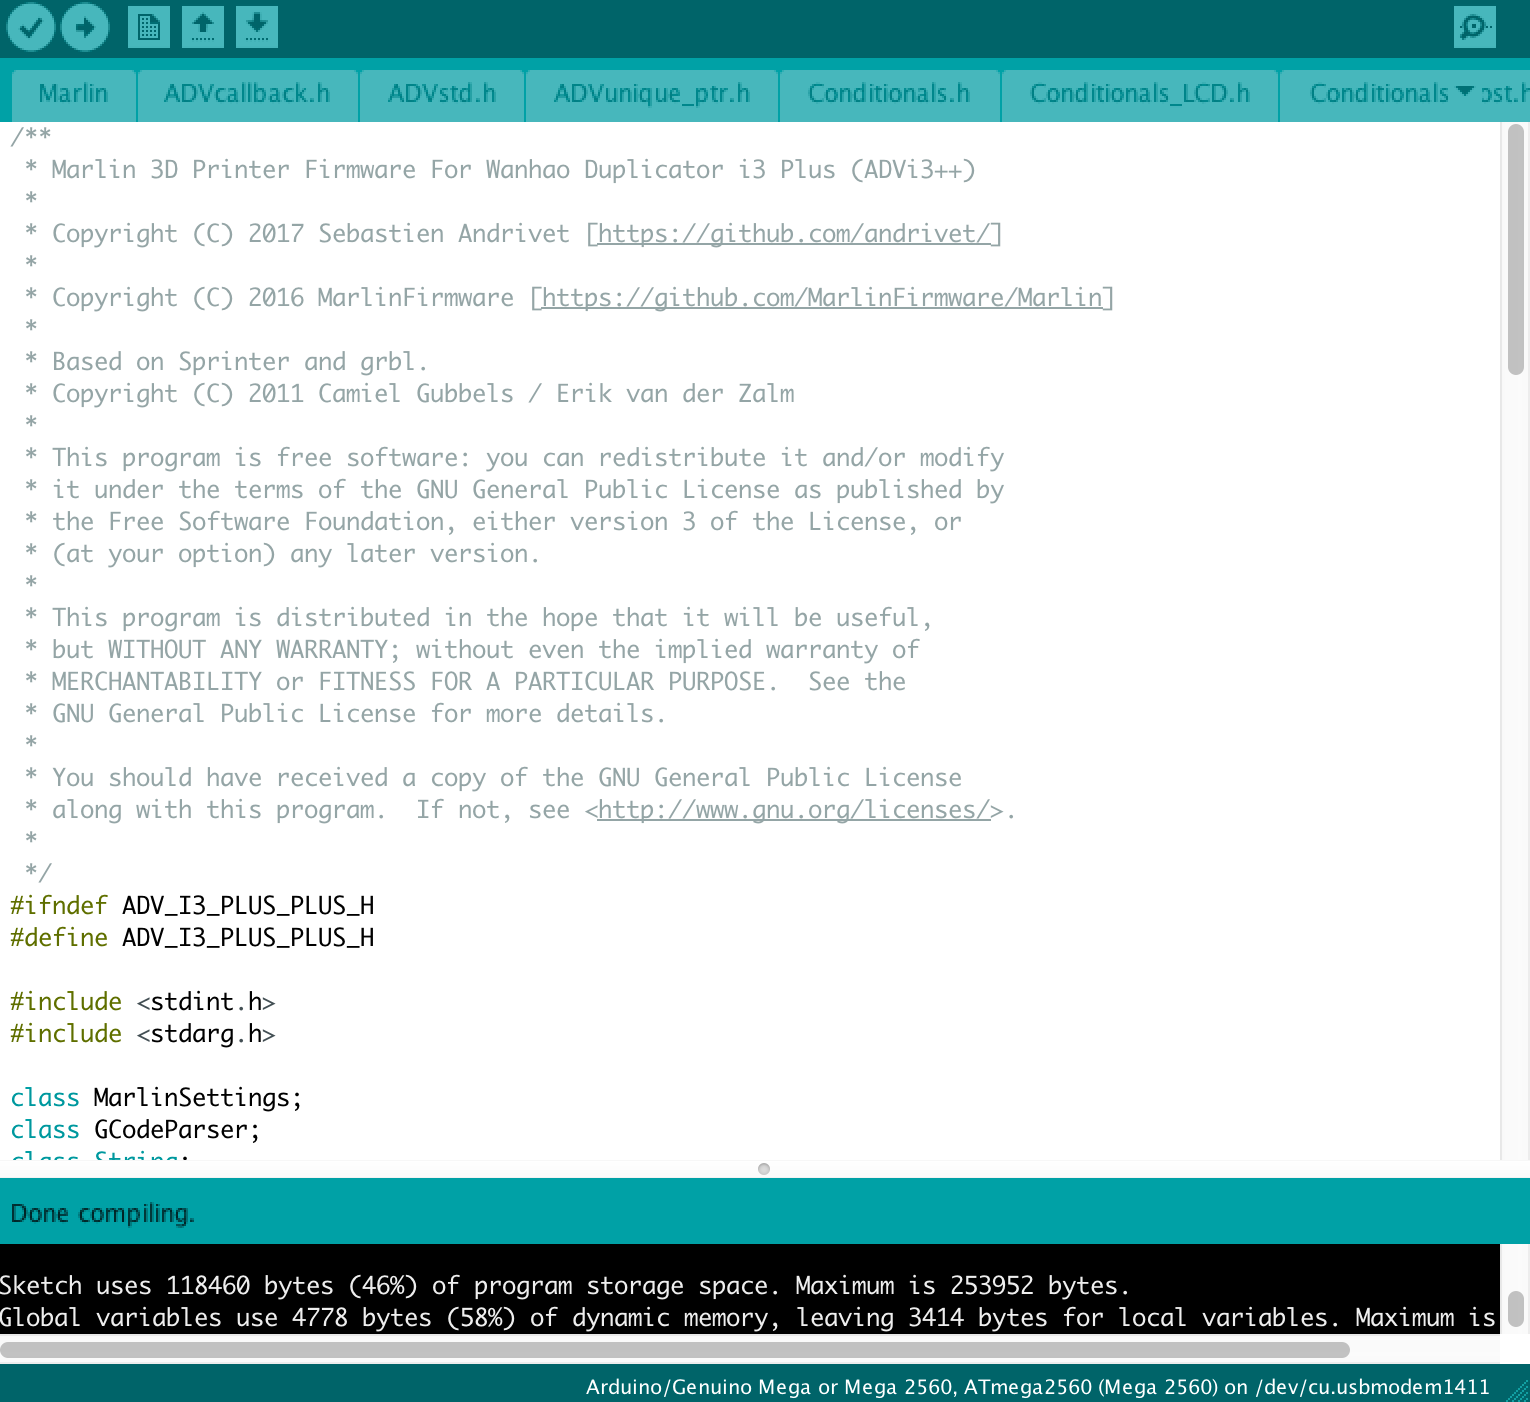 Marlin ADVcallback.h ADVstd.h ADVunique_ptr.h Conditionals.h Conditionals_LCD.h Conditionals ost.h
/**
 * Marlin 3D Printer Firmware For Wanhao Duplicator i3 Plus (ADVi3++)
 *
 * Copyright (C) 2017 Sebastien Andrivet [https://github.com/andrivet/]
 *
 * Copyright (C) 2016 MarlinFirmware [https://github.com/MarlinFirmware/Marlin]
 *
 * Based on Sprinter and grbl.
 * Copyright (C) 2011 Camiel Gubbels / Erik van der Zalm
 *
 * This program is free software: you can redistribute it and/or modify
 * it under the terms of the GNU General Public License as published by
 * the Free Software Foundation, either version 3 of the License, or
 * (at your option) any later version.
 *
 * This program is distributed in the hope that it will be useful,
 * but WITHOUT ANY WARRANTY; without even the implied warranty of
 * MERCHANTABILITY or FITNESS FOR A PARTICULAR PURPOSE.  See the
 * GNU General Public License for more details.
 *
 * You should have received a copy of the GNU General Public License
 * along with this program.  If not, see <http://www.gnu.org/licenses/>.
 *
 */
#ifndef ADV_I3_PLUS_PLUS_H
#define ADV_I3_PLUS_PLUS_H

#include <stdint.h>
#include <stdarg.h>

class MarlinSettings;
class GCodeParser;
class String;
Done compiling.
Sketch uses 118460 bytes (46%) of program storage space. Maximum is 253952 bytes.
Global variables use 4778 bytes (58%) of dynamic memory, leaving 3414 bytes for local variables. Maximum is
Arduino/Genuino Mega or Mega 2560, ATmega2560 (Mega 2560) on /dev/cu.usbmodem1411